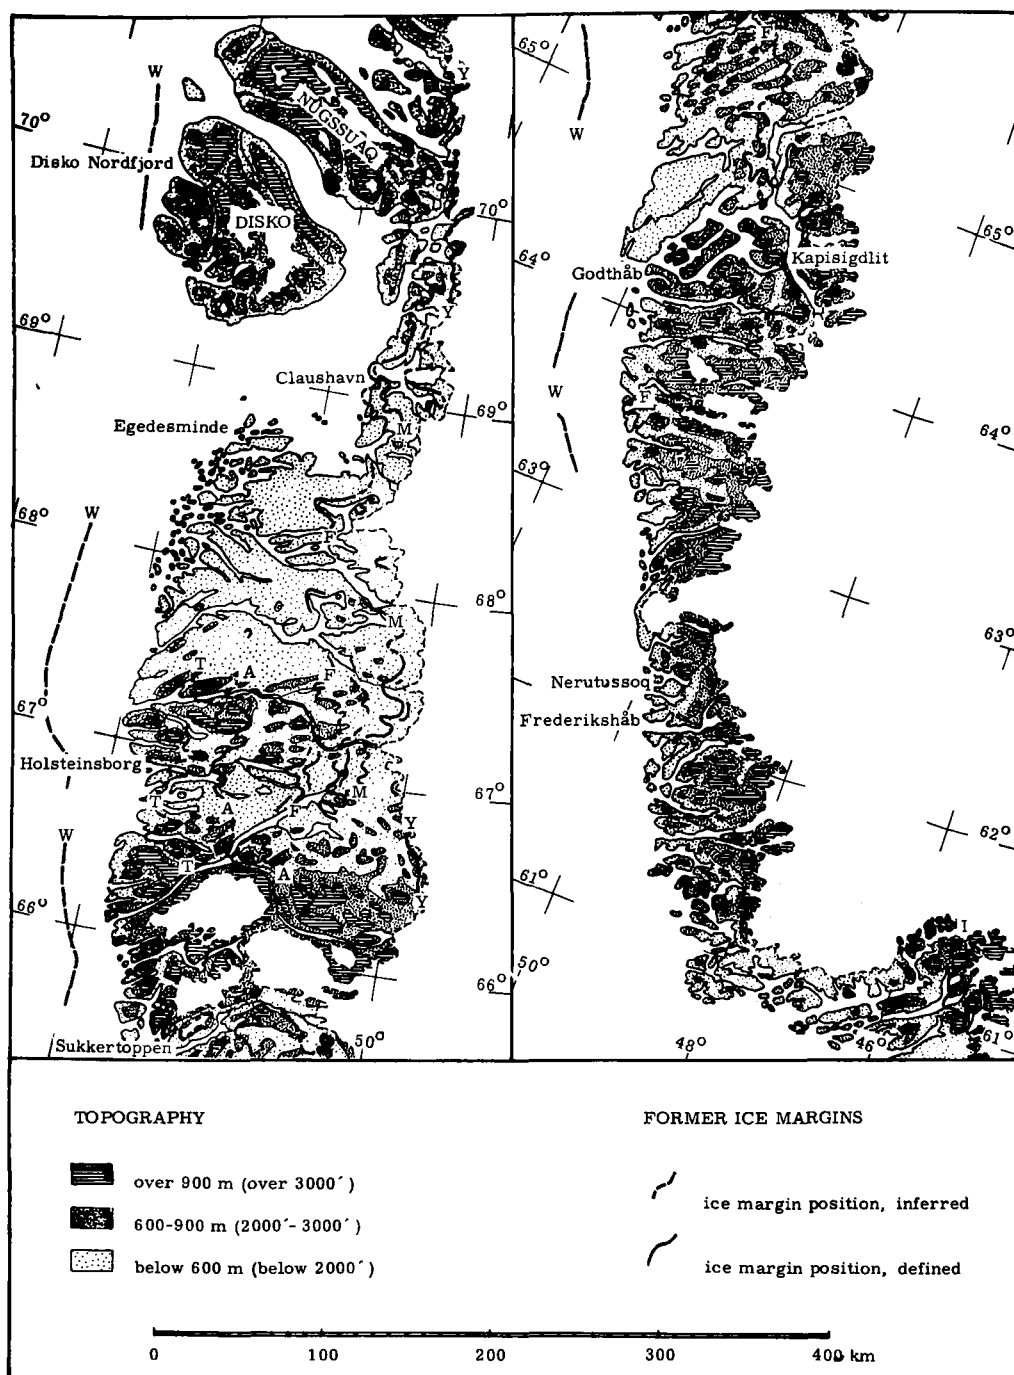 65°
F
W
Y
NÛGSSUAQ
W
70°
Disko Nordfjord
DISKO
70°
65°
64°
Kapisigdlit
Godthåb
Y
69°
Claushavn
W
F
69°
Egedesminde
M
64°
63°
68°
W
F
68°
M
63°
T
A
F
Nerutussoq
67°
Frederikshåb
Holsteinsborg
T
A
F
M
67°
W
Y
62°
T
A
61°
66°
Y
I
50°
66°
Sukkertoppen
50°
48°
46°
61°
TOPOGRAPHY
FORMER ICE MARGINS
over 900 m (over 3000´)
ice margin position, inferred
600-900 m (2000´- 3000´)
below 600 m (below 2000´)
ice margin position, defined
0 100 200 300 400 km